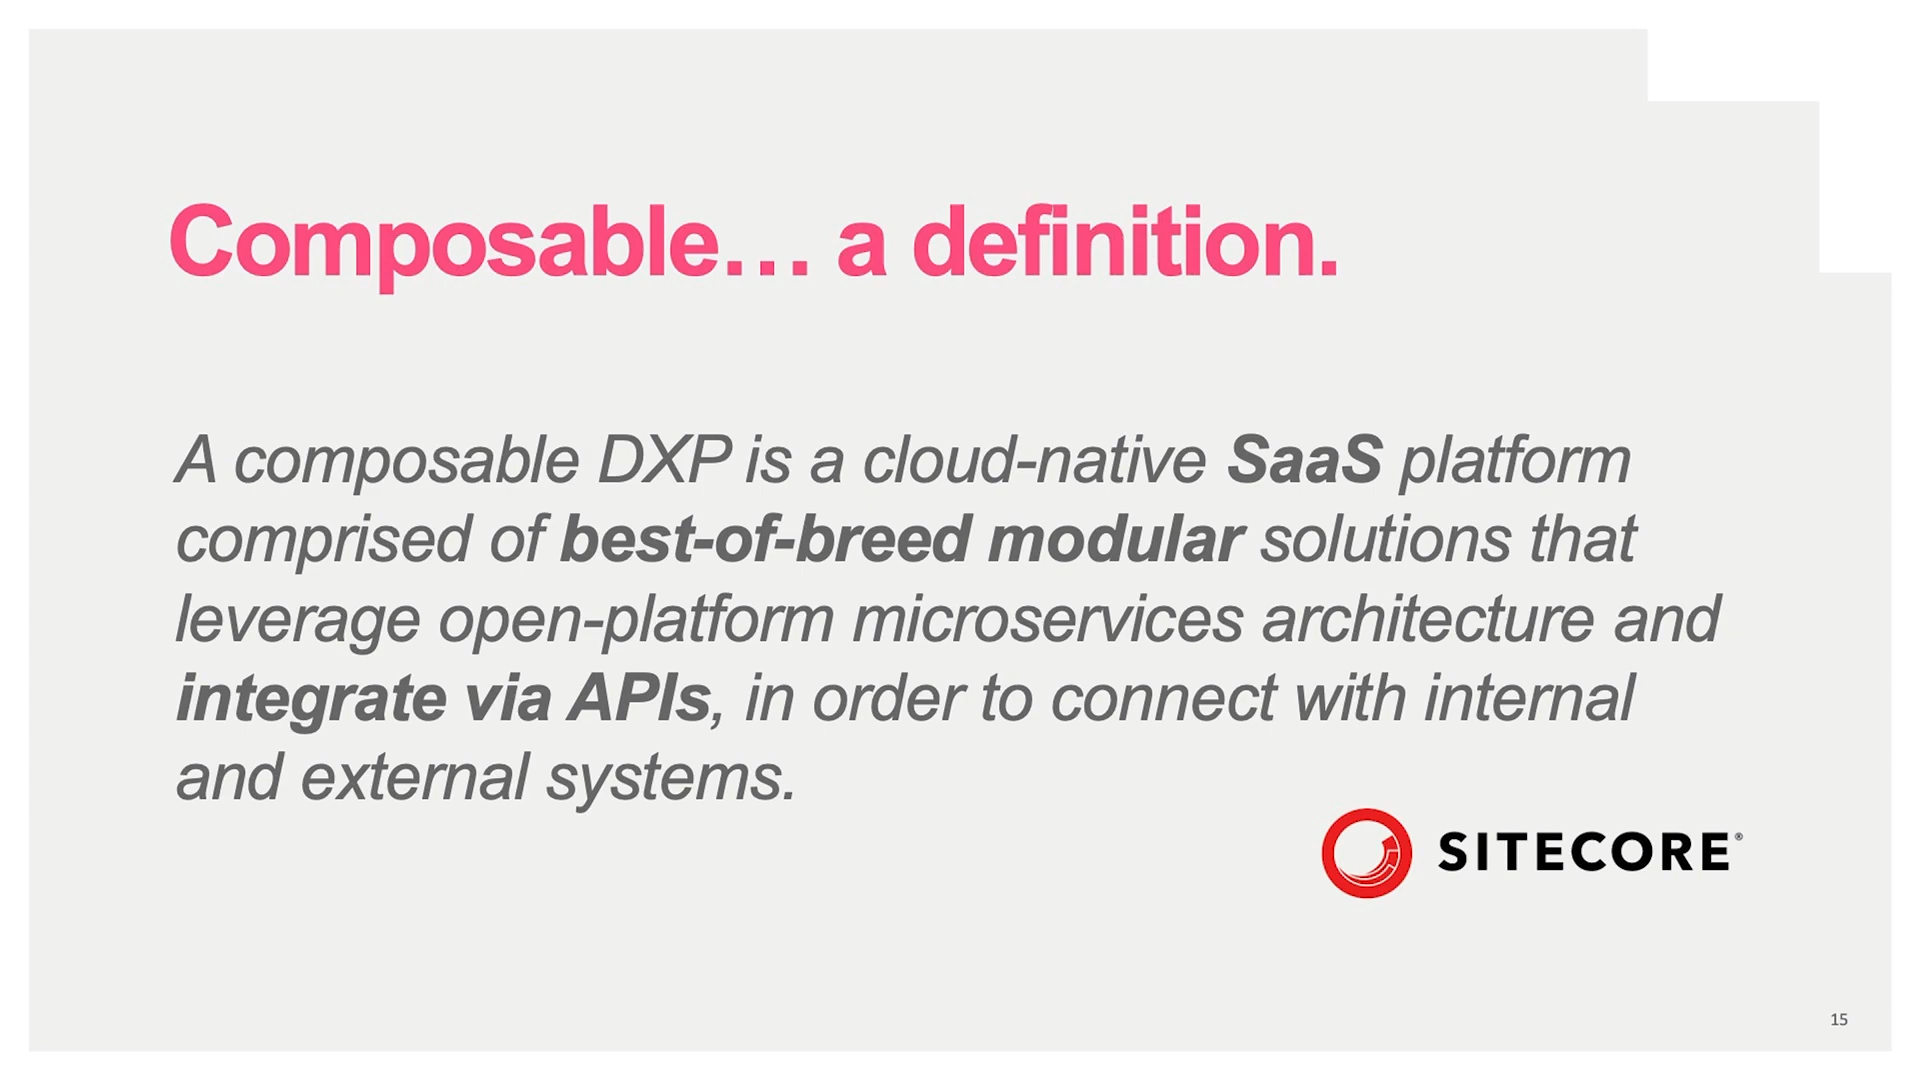 Composable… a definition.
A composable DXP is a cloud-native SaaS platform
comprised of best-of-breed modular solutions that
leverage open-platform microservices architecture and
integrate via APIs, in order to connect with internal
and external systems.
SITECORE®
15